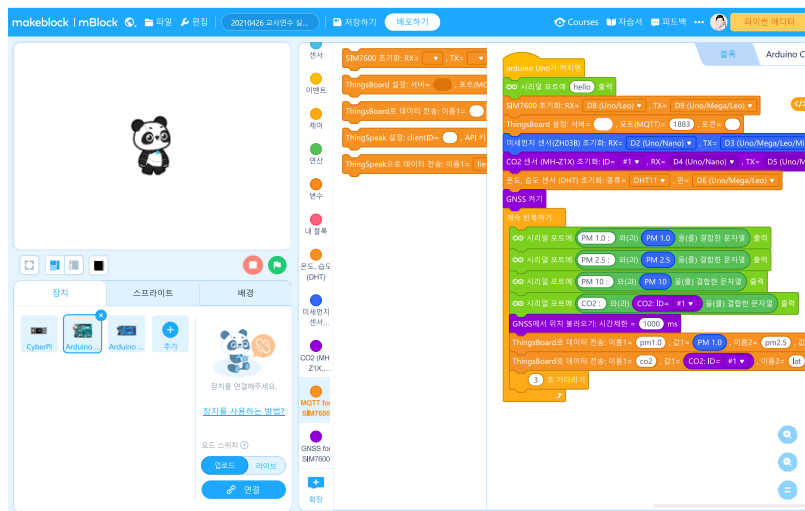 makeblock | mBlock 파일 편집 20210426 교사연수 실... 저장하기 배포하기 Courses 자습서 피드백 파이썬 에디터
센서
이벤트
제어
연산
변수
내 블록
온도, 습도
(DHT)
미세먼지
센서...
CO2 (MH-
Z1X,...
MQTT for
SIM7600
GNSS for
SIM7600
확장
SIM7600 초기화: RX= , TX=
ThingsBoard 설정: 서버= , 포트(MQ
ThingsBoard로 데이터 전송: 이름1=
ThingSpeak 설정: clientID= , API 키
ThingSpeak으로 데이터 전송: 이름1= fie
블록 Arduino C
arduino Uno가 켜지면
시리얼 포트에 hello 출력
SIM7600 초기화: RX= D8 (Uno/Leo) , TX= D9 (Uno/Mega/Leo)
ThingsBoard 설정: 서버= , 포트(MQTT)= 1883 , 토큰=
미세먼지 센서(ZH03B) 초기화: RX= D2 (Uno/Nano) , TX= D3 (Uno/Mega/Leo/Mi
CO2 센서 (MH-Z1X) 초기화: ID= #1 , RX= D4 (Uno/Nano) , TX= D5 (Uno/M
온도, 습도 센서 (DHT) 초기화: 종류= DHT11 , 핀= D6 (Uno/Mega/Leo)
GNSS 켜기
계속 반복하기
시리얼 포트에 PM 1.0 : 와(과) PM 1.0 을(를) 결합한 문자열 출력
시리얼 포트에 PM 2.5 : 와(과) PM 2.5 을(를) 결합한 문자열 출력
시리얼 포트에 PM 10 : 와(과) PM 10 을(를) 결합한 문자열 출력
시리얼 포트에 CO2 : 와(과) CO2: ID= #1 을(를) 결합한 문자열 출력
GNSS에서 위치 불러오기: 시간제한 = 1000 ms
ThingsBoard로 데이터 전송: 이름1= pm1.0 , 값1= PM 1.0 , 이름2= pm2.5 , 값
ThingsBoard로 데이터 전송: 이름1= co2 , 값1= CO2: ID= #1 , 이름2= lat
3 초 기다리기
장치 스프라이트 배경
CyberPi Arduino ... Arduino ... 추가
장치를 연결해주세요.
장치를 사용하는 방법?
모드 스위치
업로드 라이브
연결